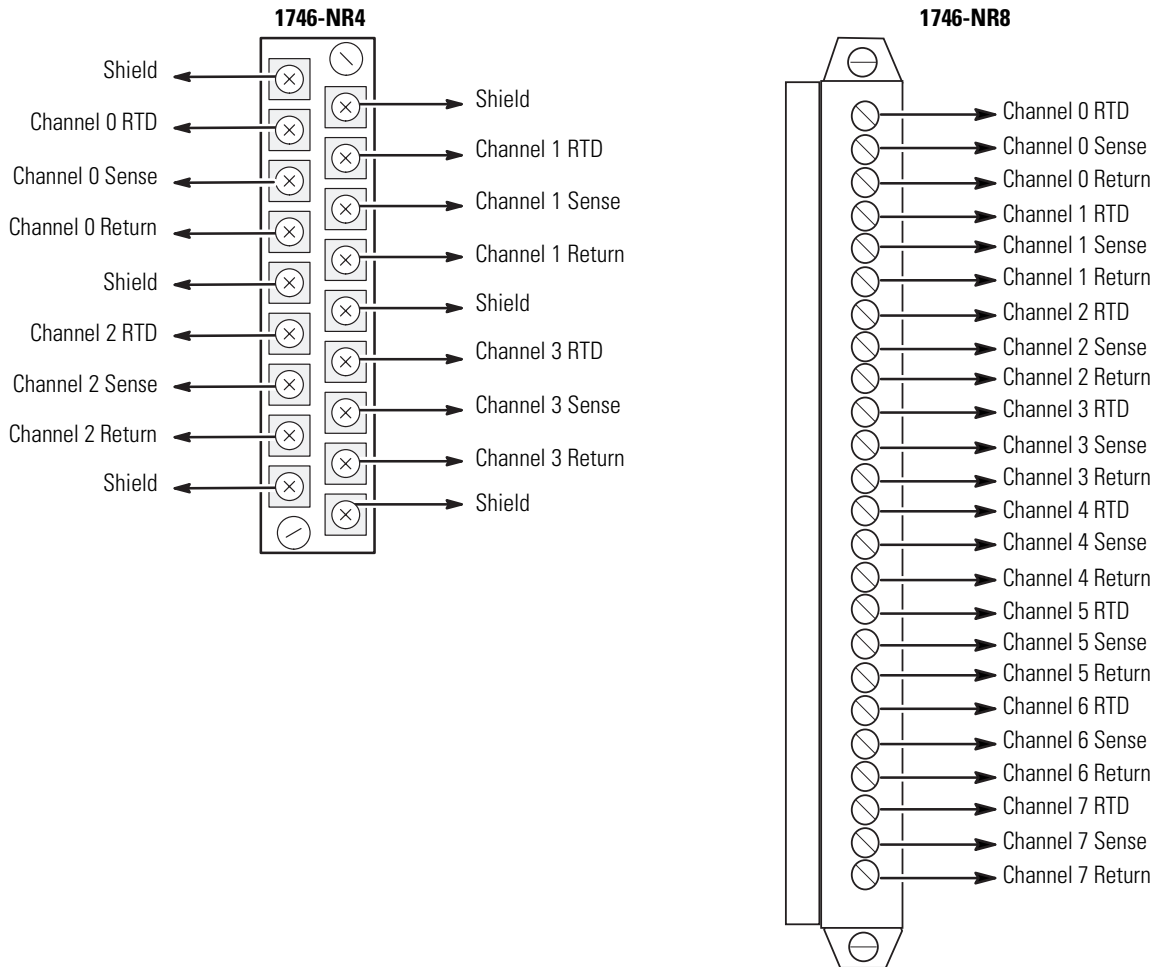 1746-NR4
Shield
Channel 0 RTD
Channel 0 Sense
Channel 0 Return
Shield
Channel 2 RTD
Channel 2 Sense
Channel 2 Return
Shield
Shield
Channel 1 RTD
Channel 1 Sense
Channel 1 Return
Shield
Channel 3 RTD
Channel 3 Sense
Channel 3 Return
Shield
1746-NR8
Channel 0 RTD
Channel 0 Sense
Channel 0 Return
Channel 1 RTD
Channel 1 Sense
Channel 1 Return
Channel 2 RTD
Channel 2 Sense
Channel 2 Return
Channel 3 RTD
Channel 3 Sense
Channel 3 Return
Channel 4 RTD
Channel 4 Sense
Channel 4 Return
Channel 5 RTD
Channel 5 Sense
Channel 5 Return
Channel 6 RTD
Channel 6 Sense
Channel 6 Return
Channel 7 RTD
Channel 7 Sense
Channel 7 Return